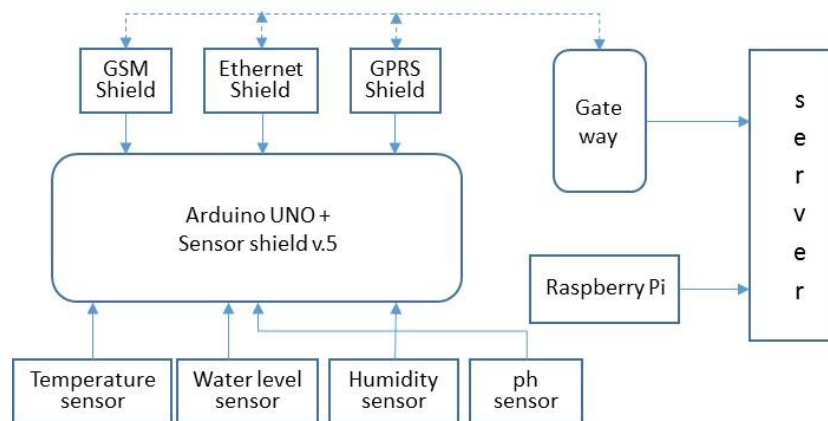 GSM
Shield
Ethernet
Shield
GPRS
Shield
Gate
way
server
Arduino UNO +
Sensor shield v.5
Raspberry Pi
Temperature
sensor
Water level
sensor
Humidity
sensor
ph
sensor